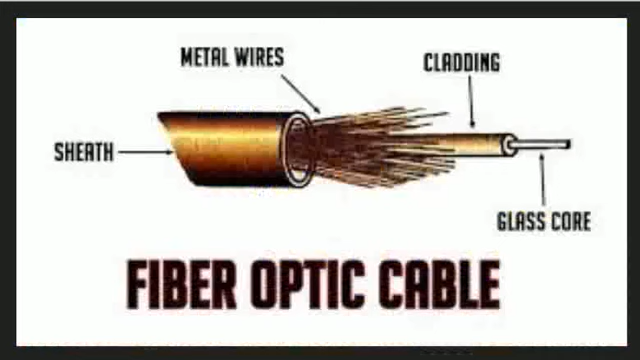 METAL WIRES
CLADDING
SHEATH
GLASS CORE
FIBER OPTIC CABLE